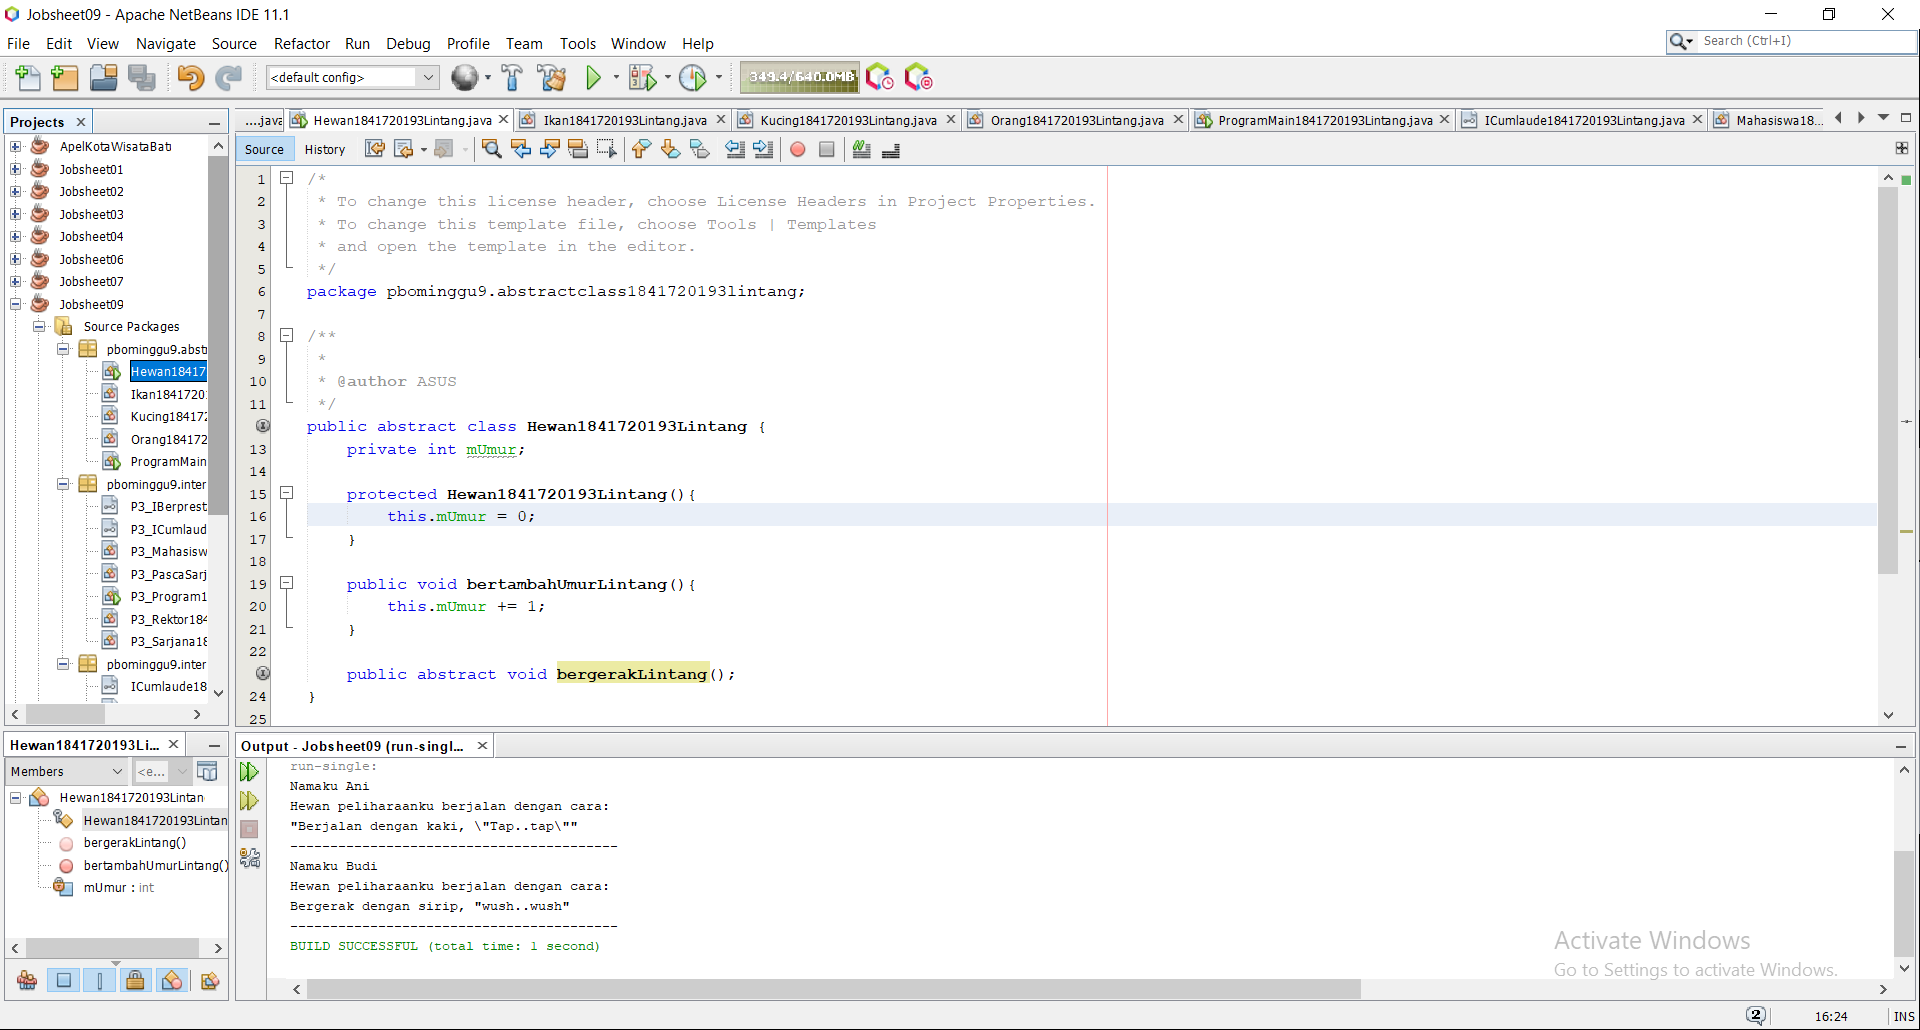 Jobsheet09 - Apache NetBeans IDE 11.1
File Edit View Navigate Source Refactor Run Debug Profile Team Tools Window Help
Search (Ctrl+I)
<default config>
349.4/640.0MB
Projects
ApelKotaWisataBat
Jobsheet01
Jobsheet02
Jobsheet03
Jobsheet04
Jobsheet06
Jobsheet07
Jobsheet09
Source Packages
pbominggu9.abst
Hewan18417
Ikan1841720
Kucing184172
Orang184172
ProgramMain
pbominggu9.inter
P3_IBerprest
P3_ICumlaud
P3_Mahasisw
P3_PascaSarj
P3_Program1
P3_Rektor184
P3_Sarjana18
pbominggu9.inter
ICumlaude18
....java Hewan1841720193Lintang.java Ikan1841720193Lintang.java Kucing1841720193Lintang.java Orang1841720193Lintang.java ProgramMain1841720193Lintang.java ICumlaude1841720193Lintang.java Mahasiswa18...
Source History
1 /*
2 * To change this license header, choose License Headers in Project Properties.
3 * To change this template file, choose Tools | Templates
4 * and open the template in the editor.
5 */
6 package pbominggu9.abstractclass1841720193lintang;
7
8 /**
9 *
10 * @author ASUS
11 */
public abstract class Hewan1841720193Lintang {
13 private int mUmur;
14
15 protected Hewan1841720193Lintang(){
16 this.mUmur = 0;
17 }
18
19 public void bertambahUmurLintang(){
20 this.mUmur += 1;
21 }
22
public abstract void bergerakLintang();
24 }
25
Hewan1841720193Li...
Members <e...
Hewan1841720193Lintan
Hewan1841720193Lintan
bergerakLintang()
bertambahUmurLintang()
mUmur : int
Output - Jobsheet09 (run-singl...
run-single:
Namaku Ani
Hewan peliharaanku berjalan dengan cara:
"Berjalan dengan kaki, \"Tap..tap\""
-----------------------------------------
Namaku Budi
Hewan peliharaanku berjalan dengan cara:
Bergerak dengan sirip, "wush..wush"
-----------------------------------------
BUILD SUCCESSFUL (total time: 1 second)
Activate Windows
Go to Settings to activate Windows.
2 16:24 INS